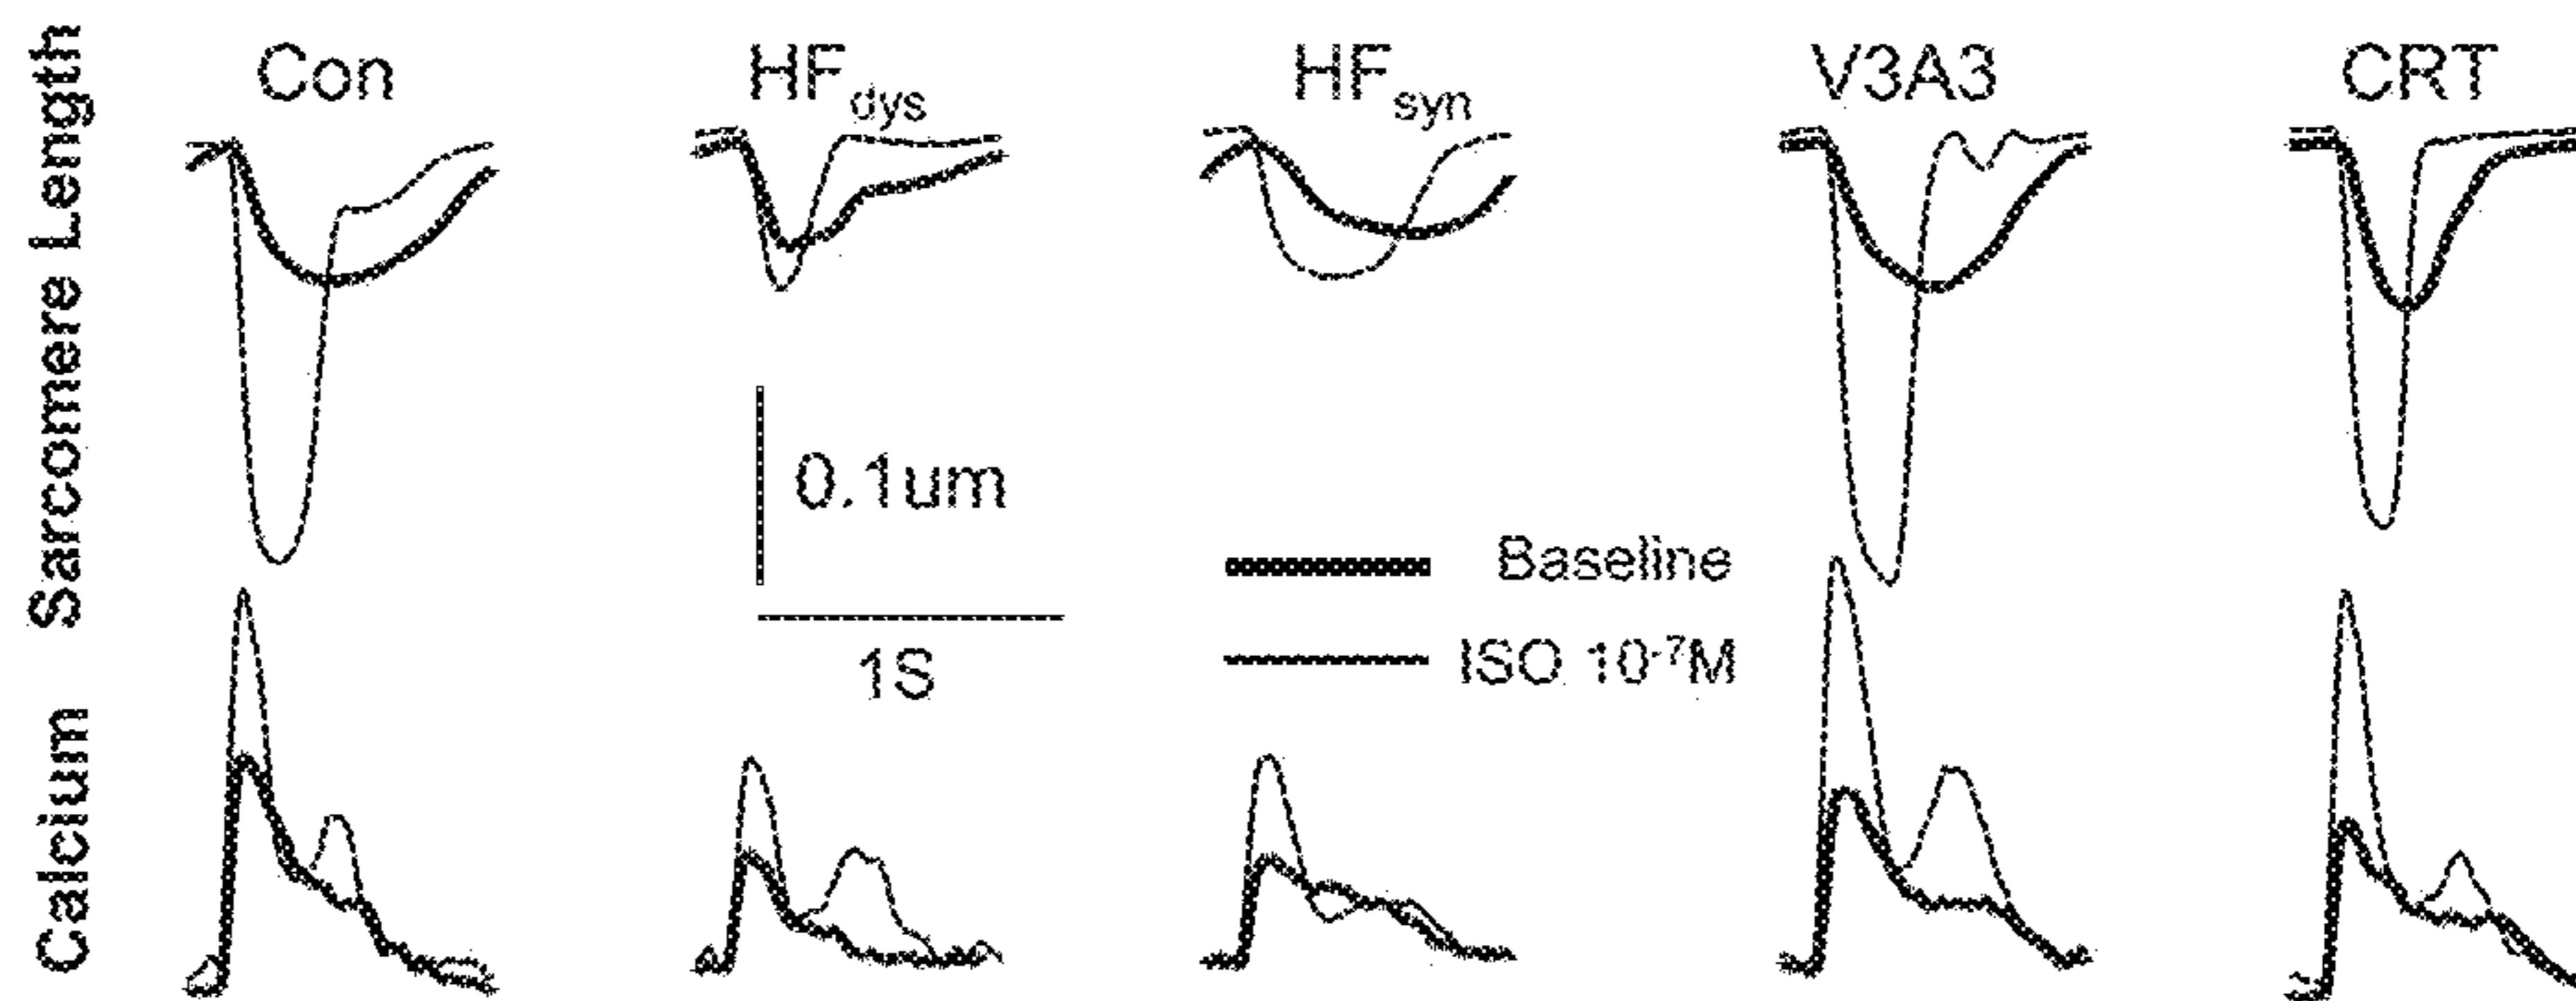 Con
HFdys
HFsyn
V3A3
CRT
Sarcomere Length
0.1um
1S
Baseline
ISO 10-7M
Calcium